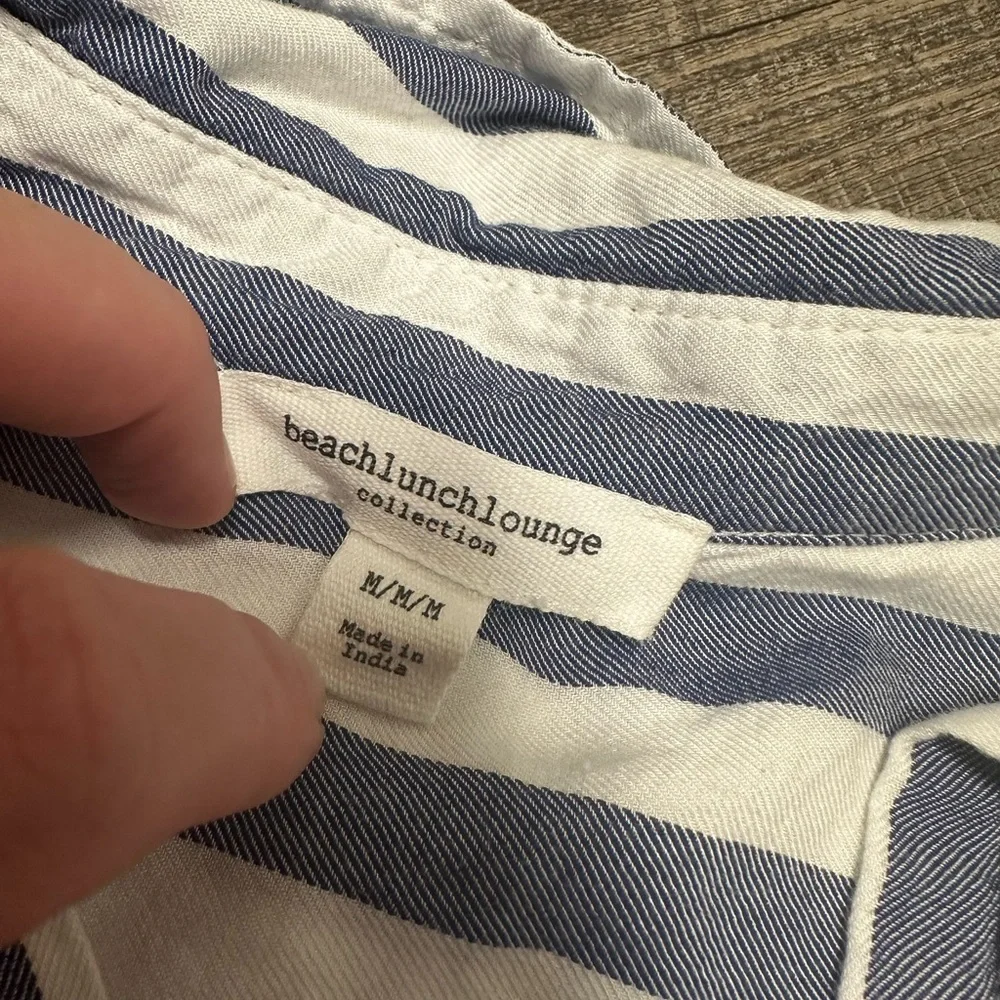 beachlunchlounge
collection
M/M/M
Made in
India